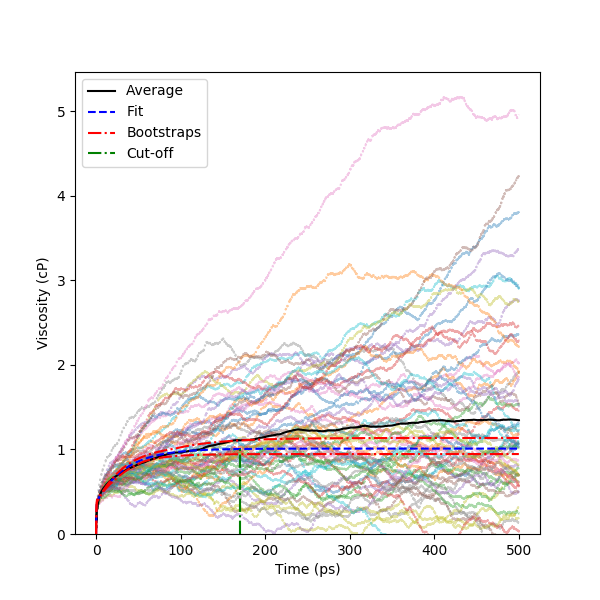 Average
Fit
Bootstraps
Cut-off
5
4
3
2
1
0
Viscosity (cP)
0 100 200 300 400 500
Time (ps)